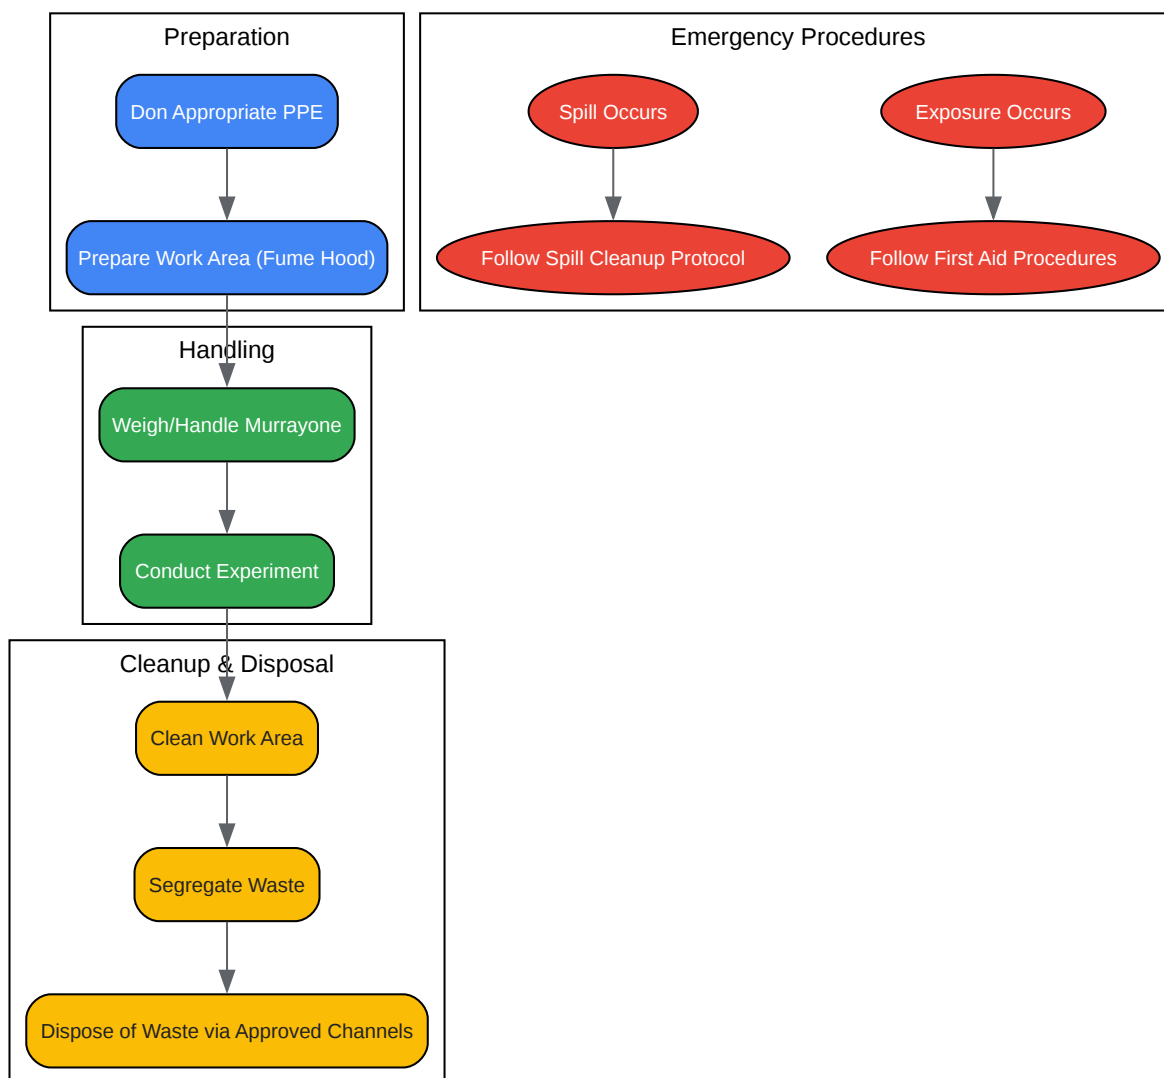 Preparation
Don Appropriate PPE
Prepare Work Area (Fume Hood)
Emergency Procedures
Spill Occurs
Exposure Occurs
Follow Spill Cleanup Protocol
Follow First Aid Procedures
Handling
Weigh/Handle Murrayone
Conduct Experiment
Cleanup & Disposal
Clean Work Area
Segregate Waste
Dispose of Waste via Approved Channels